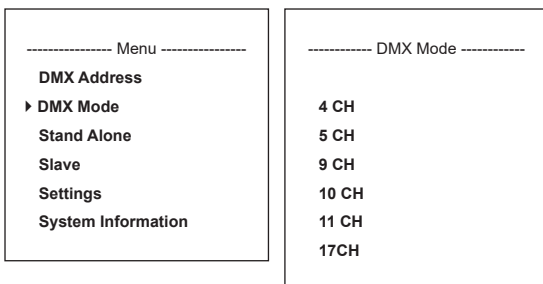 ---------------- Menu ----------------
DMX Address
DMX Mode
Stand Alone
Slave
Settings
System Information
------------ DMX Mode ------------
4 CH
5 CH
9 CH
10 CH
11 CH
17CH